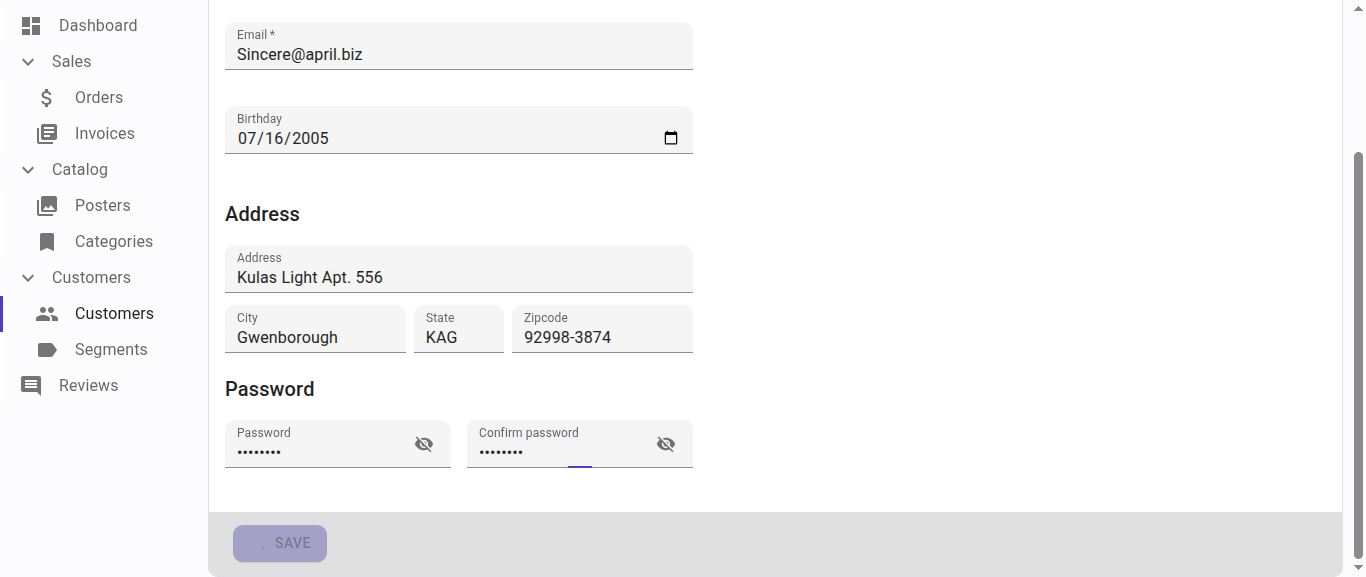 Dashboard
Sales
Orders
Invoices
Catalog
Posters
Categories
Customers
Customers
Segments
Reviews
Email *
Sincere@april.biz
Birthday
07/16/2005
Address
Address
Kulas Light Apt. 556
City
Gwenborough
State
KAG
Zipcode
92998-3874
Password
Password
••••••••
Confirm password
••••••••
SAVE